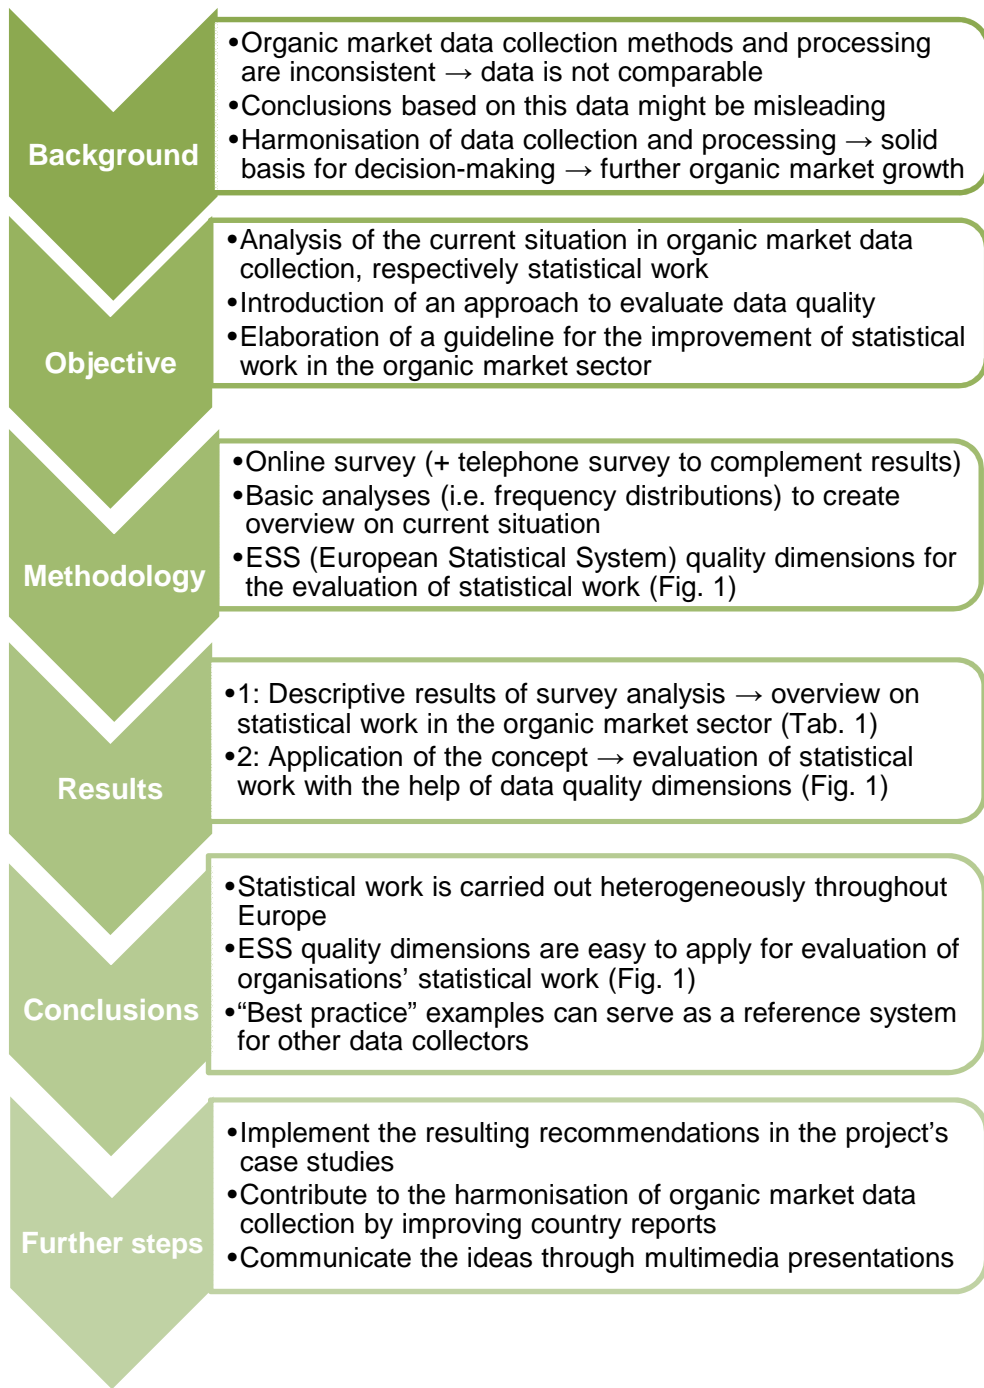 Background
•Organic market data collection methods and processing
are inconsistent → data is not comparable
•Conclusions based on this data might be misleading
•Harmonisation of data collection and processing → solid
basis for decision-making → further organic market growth
Objective
•Analysis of the current situation in organic market data
collection, respectively statistical work
•Introduction of an approach to evaluate data quality
•Elaboration of a guideline for the improvement of statistical
work in the organic market sector
Methodology
•Online survey (+ telephone survey to complement results)
•Basic analyses (i.e. frequency distributions) to create
overview on current situation
•ESS (European Statistical System) quality dimensions for
the evaluation of statistical work (Fig. 1)
Results
•1: Descriptive results of survey analysis → overview on
statistical work in the organic market sector (Tab. 1)
•2: Application of the concept → evaluation of statistical
work with the help of data quality dimensions (Fig. 1)
Conclusions
•Statistical work is carried out heterogeneously throughout
Europe
•ESS quality dimensions are easy to apply for evaluation of
organisations’ statistical work (Fig. 1)
•“Best practice” examples can serve as a reference system
for other data collectors
Further steps
•Implement the resulting recommendations in the project’s
case studies
•Contribute to the harmonisation of organic market data
collection by improving country reports
•Communicate the ideas through multimedia presentations